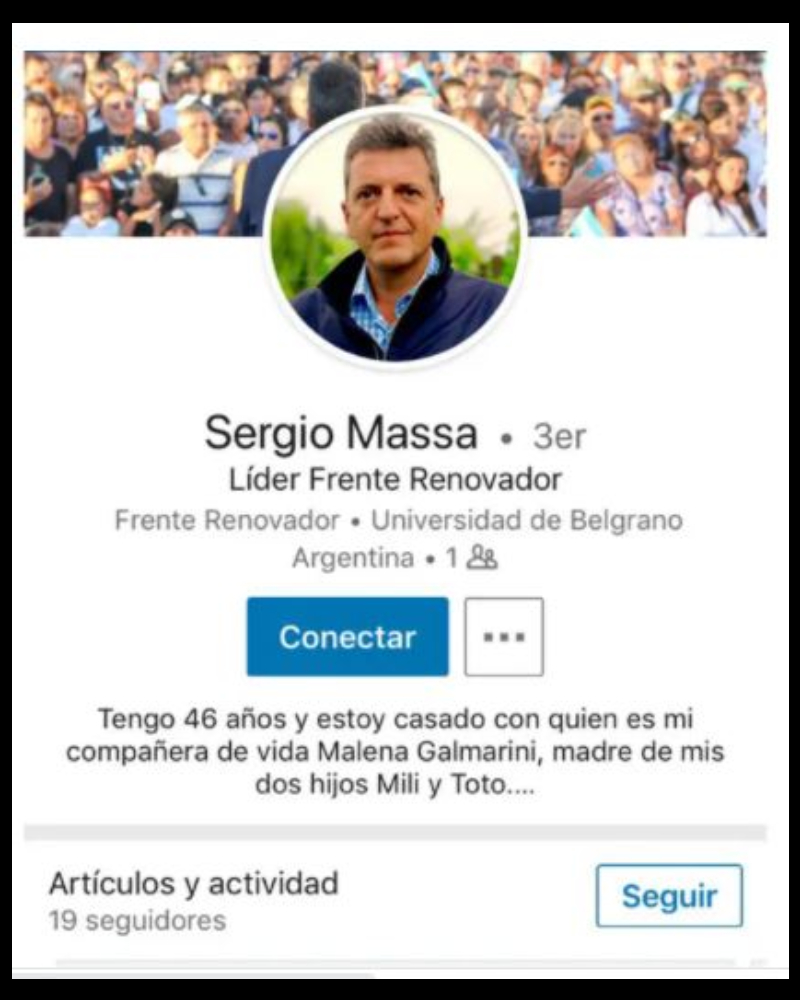 Sergio Massa • 3er
Líder Frente Renovador
Frente Renovador • Universidad de Belgrano
Argentina • 1
Conectar
...
Tengo 46 años y estoy casado con quien es mi
compañera de vida Malena Galmarini, madre de mis
dos hijos Mili y Toto....
Artículos y actividad
Seguir
19 seguidores